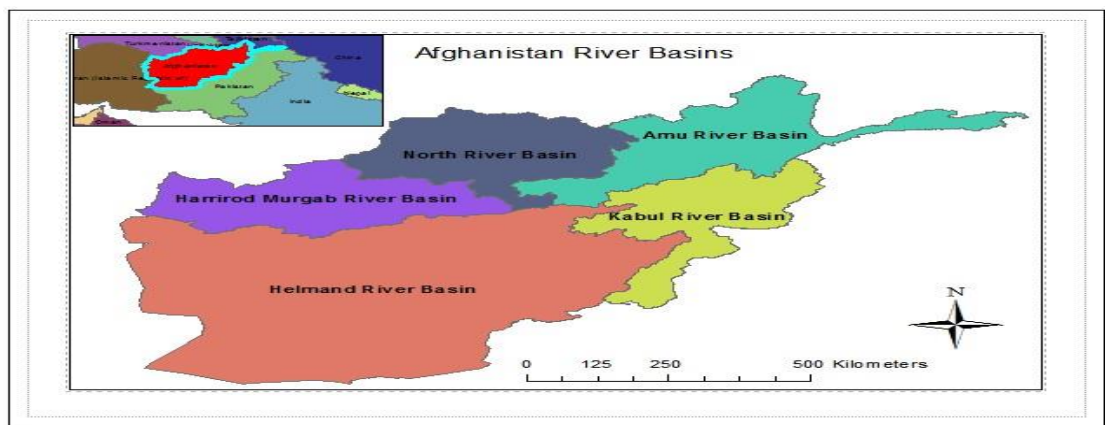 Afghanistan River Basins
China
Pakistan
India
Nepal
Oman
Amu River Basin
North River Basin
Harrirod Murgab River Basin
Kabul River Basin
Helmand River Basin
N
0 125 250 500 Kilometers